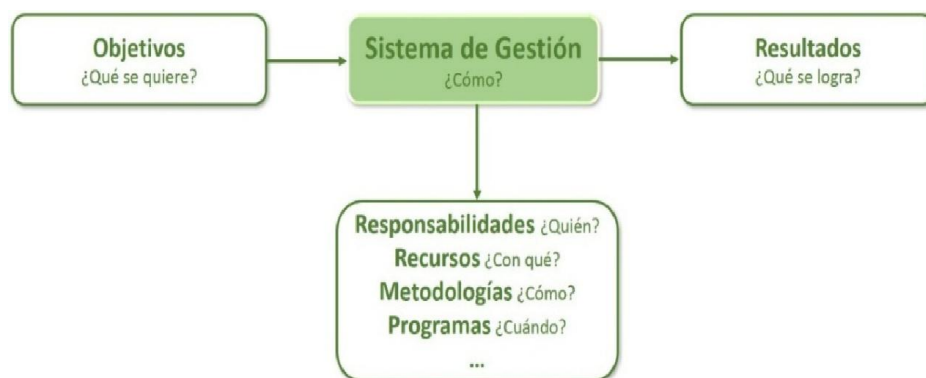 Objetivos
¿Qué se quiere?
Sistema de Gestión
¿Cómo?
Resultados
¿Qué se logra?
Responsabilidades ¿Quién?
Recursos ¿Con qué?
Metodologías ¿Cómo?
Programas ¿Cuándo?
...